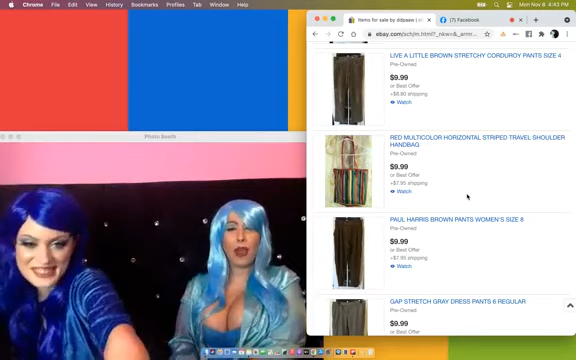 Chrome File Edit View History Bookmarks Profiles Tab Window Help
Mon Nov 8 4:43 PM
Items for sale by ddpaaw
(7) Facebook
ebay.com/sch/m.html?_nkw=&_armr...
LIVE A LITTLE BROWN STRETCHY CORDUROY PANTS SIZE 4
Pre-Owned
$9.99
or Best Offer
+$8.80 shipping
Watch
RED MULTICOLOR HORIZONTAL STRIPED TRAVEL SHOULDER
HANDBAG
Pre-Owned
$9.99
or Best Offer
+$7.95 shipping
Watch
PAUL HARRIS BROWN PANTS WOMEN'S SIZE 8
Pre-Owned
$9.99
or Best Offer
+$7.95 shipping
Watch
GAP STRETCH GRAY DRESS PANTS 6 REGULAR
Pre-Owned
$9.99
or Best Offer
Photo Booth